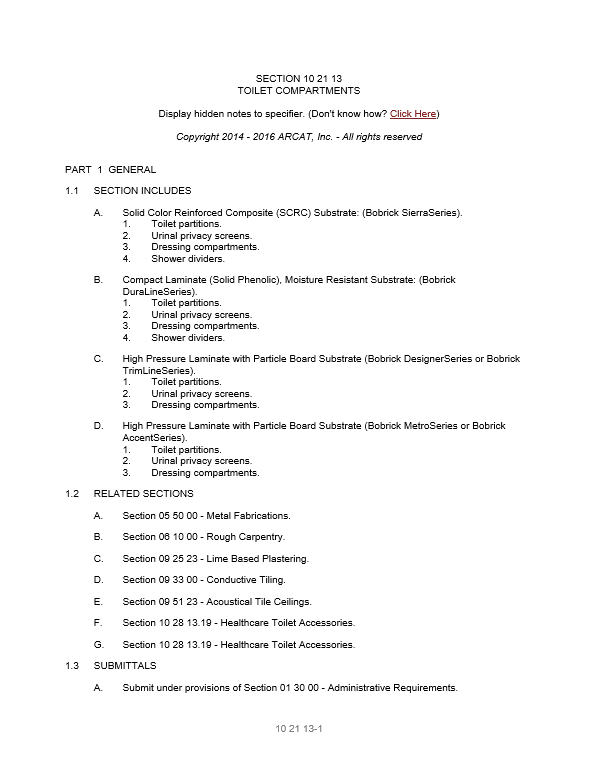 SECTION 10 21 13
TOILET COMPARTMENTS
Display hidden notes to specifier. (Don't know how? Click Here)
Copyright 2014 - 2016 ARCAT, Inc. - All rights reserved
PART 1 GENERAL
1.1 SECTION INCLUDES
A. Solid Color Reinforced Composite (SCRC) Substrate: (Bobrick SierraSeries).
1. Toilet partitions.
2. Urinal privacy screens.
3. Dressing compartments.
4. Shower dividers.
B. Compact Laminate (Solid Phenolic), Moisture Resistant Substrate: (Bobrick
DuraLineSeries).
1. Toilet partitions.
2. Urinal privacy screens.
3. Dressing compartments.
4. Shower dividers.
C. High Pressure Laminate with Particle Board Substrate (Bobrick DesignerSeries or Bobrick
TrimLineSeries).
1. Toilet partitions.
2. Urinal privacy screens.
3. Dressing compartments.
D. High Pressure Laminate with Particle Board Substrate (Bobrick MetroSeries or Bobrick
AccentSeries).
1. Toilet partitions.
2. Urinal privacy screens.
3. Dressing compartments.
1.2 RELATED SECTIONS
A. Section 05 50 00 - Metal Fabrications.
B. Section 06 10 00 - Rough Carpentry.
C. Section 09 25 23 - Lime Based Plastering.
D. Section 09 33 00 - Conductive Tiling.
E. Section 09 51 23 - Acoustical Tile Ceilings.
F. Section 10 28 13.19 - Healthcare Toilet Accessories.
G. Section 10 28 13.19 - Healthcare Toilet Accessories.
1.3 SUBMITTALS
A. Submit under provisions of Section 01 30 00 - Administrative Requirements.
10 21 13-1